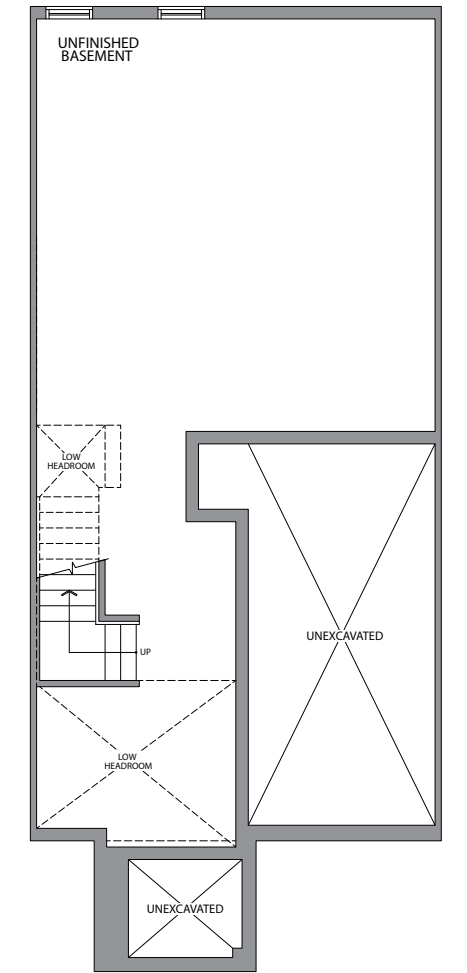 UNFINISHED
BASEMENT
LOW
HEADROOM
UNEXCAVATED
UP
LOW
HEADROOM
UNEXCAVATED